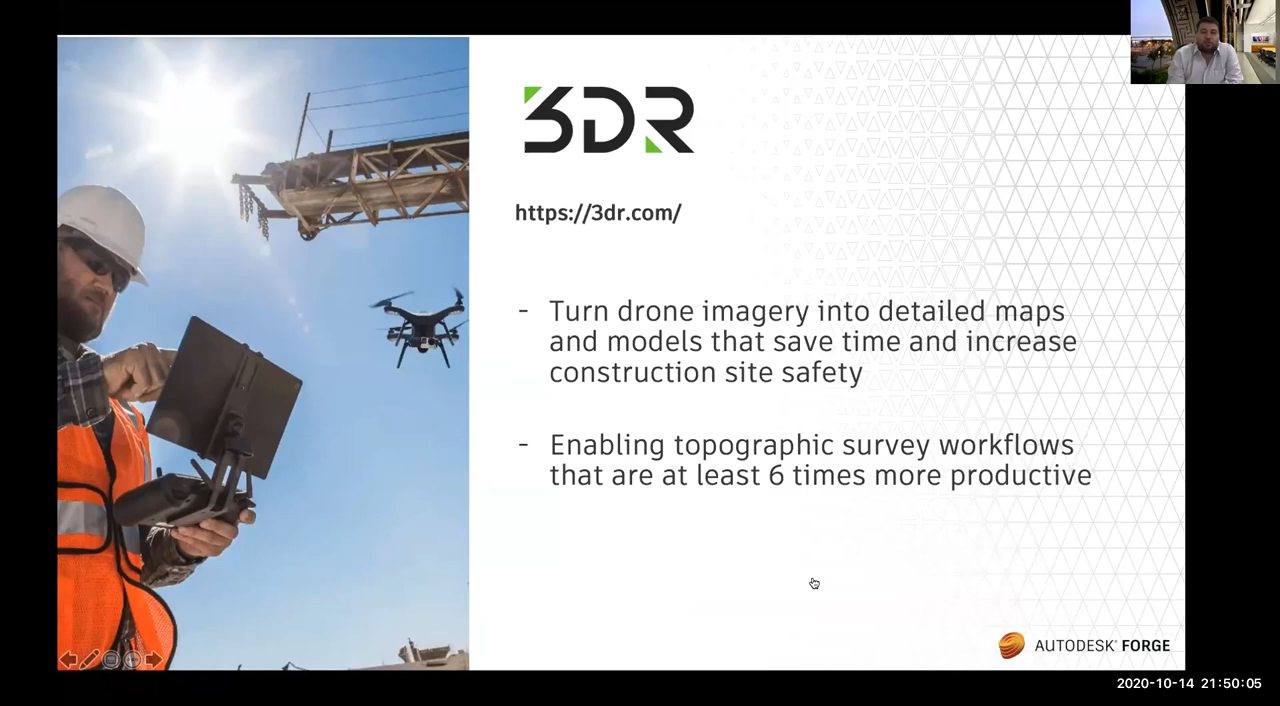 3DR
https://3dr.com/
- Turn drone imagery into detailed maps
and models that save time and increase
construction site safety
- Enabling topographic survey workflows
that are at least 6 times more productive
AUTODESK® FORGE
2020-10-14 21:50:05